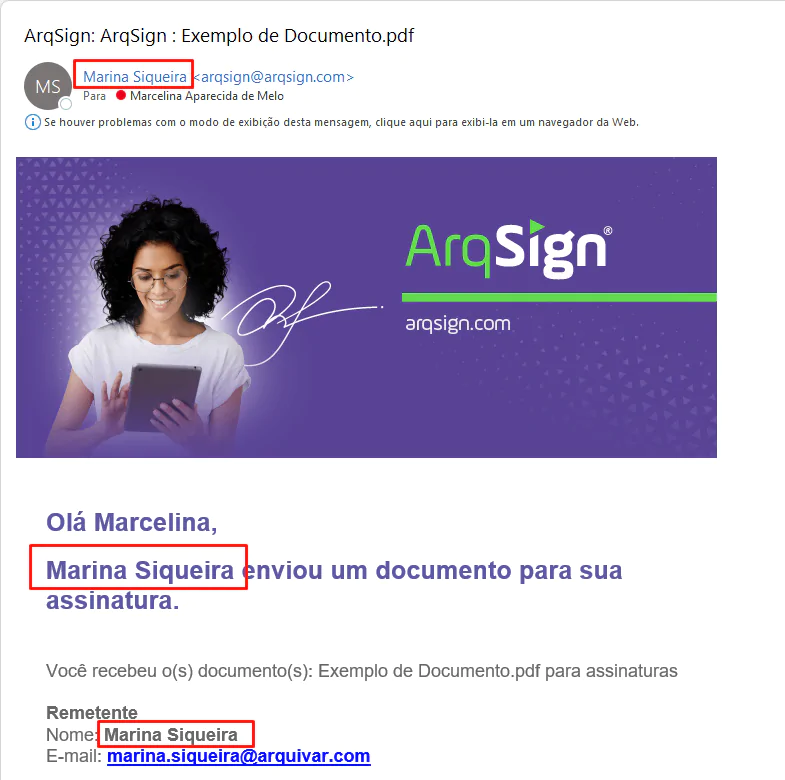 ArqSign: ArqSign : Exemplo de Documento.pdf
MS
Marina Siqueira <arqsign@arqsign.com>
Para Marcelina Aparecida de Melo
i Se houver problemas com o modo de exibição desta mensagem, clique aqui para exibi-la em um navegador da Web.
ArqSign®
arqsign.com
Olá Marcelina,
Marina Siqueira enviou um documento para sua
assinatura.
Você recebeu o(s) documento(s): Exemplo de Documento.pdf para assinaturas
Remetente
Nome: Marina Siqueira
E-mail: marina.siqueira@arquivar.com